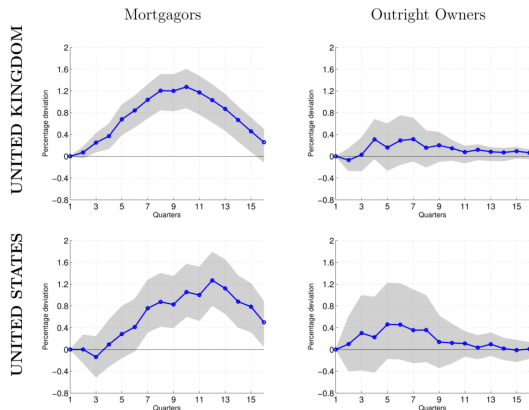 Mortgagors
Outright Owners
UNITED KINGDOM
Percentage deviation
2
1.6
1.2
0.8
0.4
0
−0.4
−0.8
1 3 5 7 9 11 13 15
Quarters
Percentage deviation
2
1.6
1.2
0.8
0.4
0
−0.4
−0.8
1 3 5 7 9 11 13 15
Quarters
UNITED STATES
Percentage deviation
2
1.6
1.2
0.8
0.4
0
−0.4
−0.8
1 3 5 7 9 11 13 15
Quarters
Percentage deviation
2
1.6
1.2
0.8
0.4
0
−0.4
−0.8
1 3 5 7 9 11 13 15
Quarters